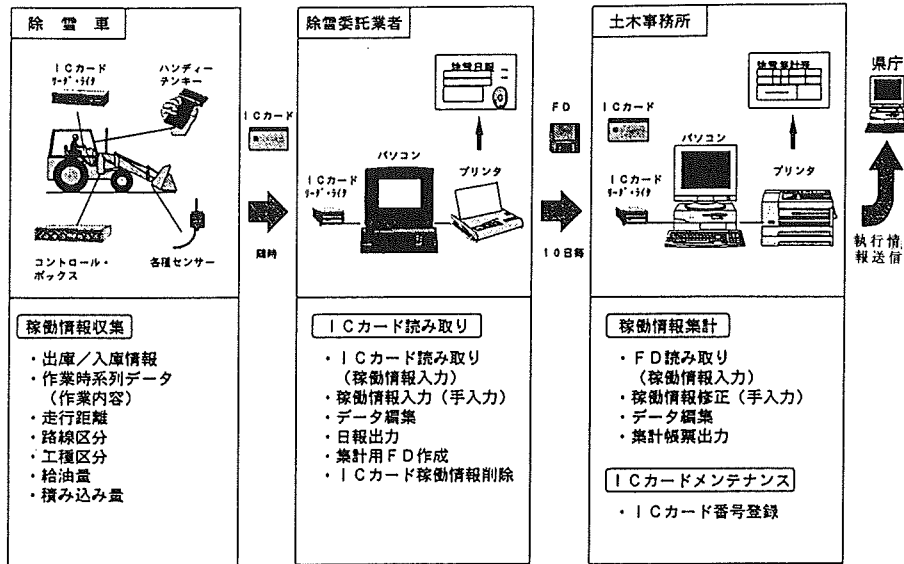 除雪車
ICカード
リーダ・ライタ
ハンディー
テンキー
コントロール・
ボックス
各種センサー
稼働情報収集
・出庫/入庫情報
・作業時系列データ
(作業内容)
・走行距離
・路線区分
・工種区分
・給油量
・積み込み量
ICカード
随時
除雪委託業者
除雪日報
パソコン
プリンタ
ICカード
リーダ・ライタ
ICカード読み取り
・ICカード読み取り
(稼働情報入力)
・稼働情報入力(手入力)
・データ編集
・日報出力
・集計用FD作成
・ICカード稼働情報削除
FD
10日毎
土木事務所
ICカード
除雪集計表
パソコン
プリンタ
ICカード
リーダ・ライタ
稼働情報集計
・FD読み取り
(稼働情報入力)
・稼働情報修正(手入力)
・データ編集
・集計帳票出力
ICカードメンテナンス
・ICカード番号登録
県庁
執行情
報送信